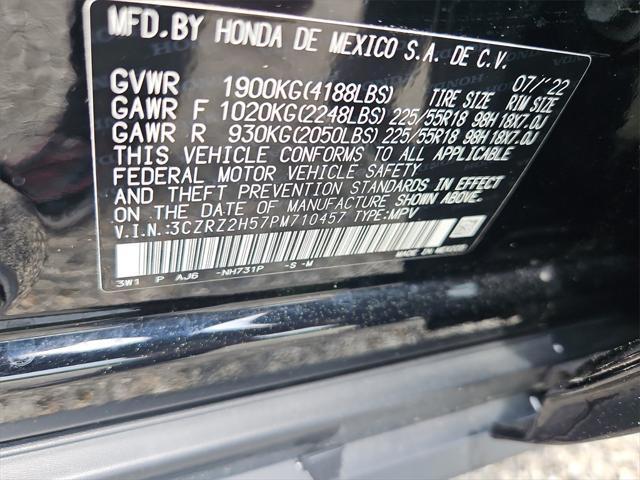 MFD. BY HONDA DE MEXICO S.A. DE C.V.
07/'22
GVWR 1900KG(4188LBS) TIRE SIZE RIM SIZE
GAWR F 1020KG(2248LBS) 225/55R18 98H 18X7.0J
GAWR R 930KG(2050LBS) 225/55R18 98H 18X7.0J
THIS VEHICLE CONFORMS TO ALL APPLICABLE
FEDERAL MOTOR VEHICLE SAFETY
AND THEFT PREVENTION STANDARDS IN EFFECT
ON THE DATE OF MANUFACTURE SHOWN ABOVE.
V.I.N.:3CZRZ2H57PM710457 TYPE:MPV
MADE IN MEXICO
3W1 P AJ6 -NH731P -S -M